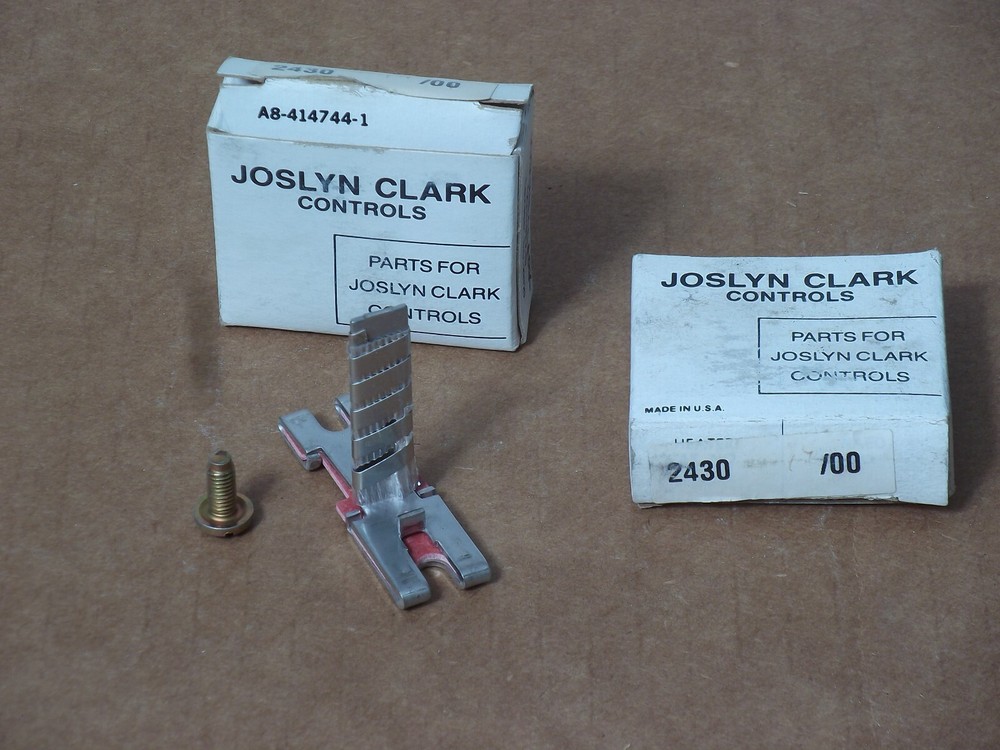 2430 /00
A8-414744-1
JOSLYN CLARK
CONTROLS
PARTS FOR
JOSLYN CLARK
CONTROLS
JOSLYN CLARK
CONTROLS
PARTS FOR
JOSLYN CLARK
CONTROLS
MADE IN U.S.A.
2430 /00